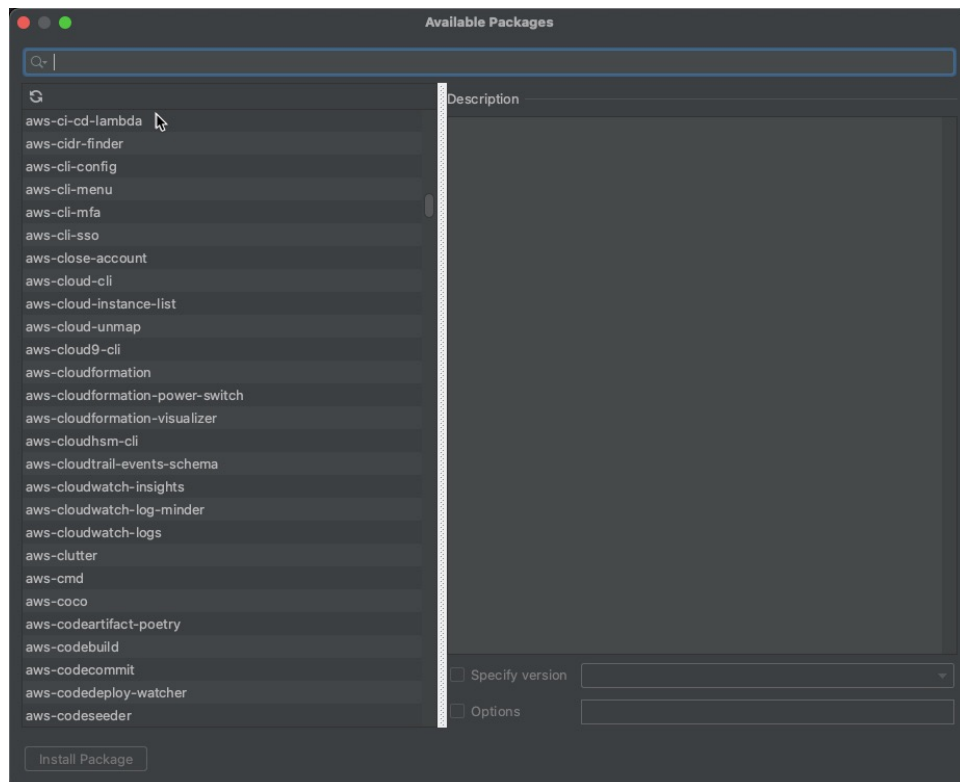 Available Packages
aws-ci-cd-lambda
aws-cidr-finder
aws-cli-config
aws-cli-menu
aws-cli-mfa
aws-cli-sso
aws-close-account
aws-cloud-cli
aws-cloud-instance-list
aws-cloud-unmap
aws-cloud9-cli
aws-cloudformation
aws-cloudformation-power-switch
aws-cloudformation-visualizer
aws-cloudhsm-cli
aws-cloudtrail-events-schema
aws-cloudwatch-insights
aws-cloudwatch-log-minder
aws-cloudwatch-logs
aws-clutter
aws-cmd
aws-coco
aws-codeartifact-poetry
aws-codebuild
aws-codecommit
aws-codedeploy-watcher
aws-codeseeder
Description
Specify version
Options
Install Package